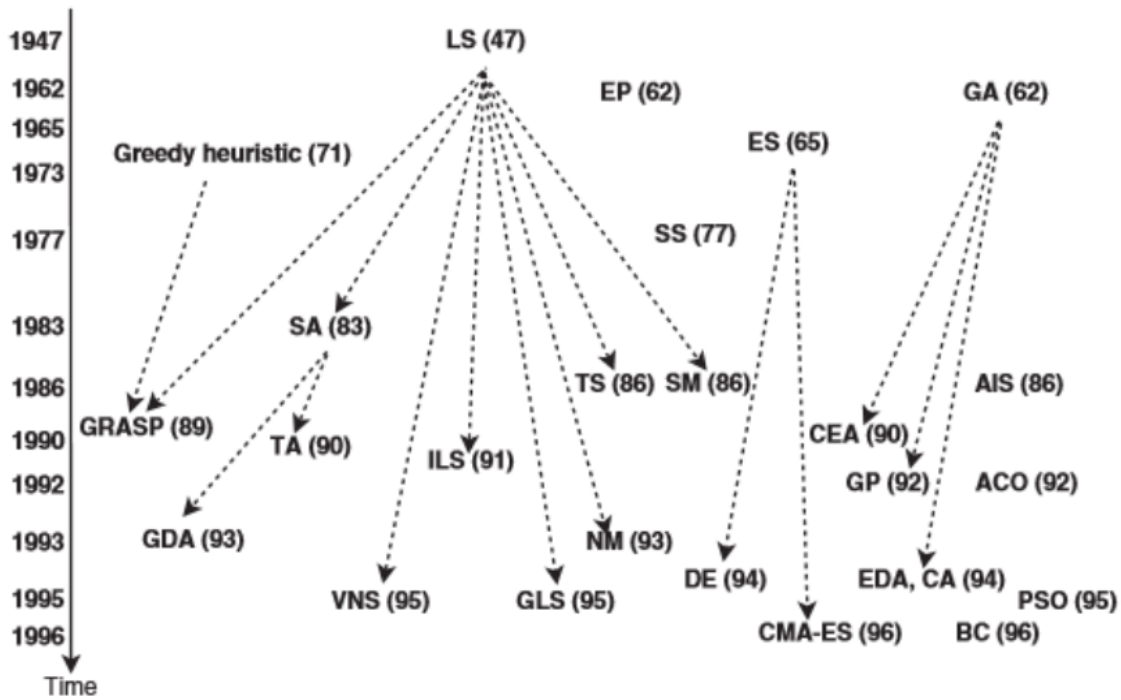 1947
LS (47)
1962
EP (62)
GA (62)
1965
ES (65)
Greedy heuristic (71)
1973
1977
SS (77)
1983
SA (83)
1986
TS (86)
SM (86)
AIS (86)
GRASP (89)
1990
TA (90)
CEA (90)
ILS (91)
1992
GP (92)
ACO (92)
1993
GDA (93)
NM (93)
DE (94)
EDA, CA (94)
1995
VNS (95)
GLS (95)
PSO (95)
1996
CMA-ES (96)
BC (96)
Time